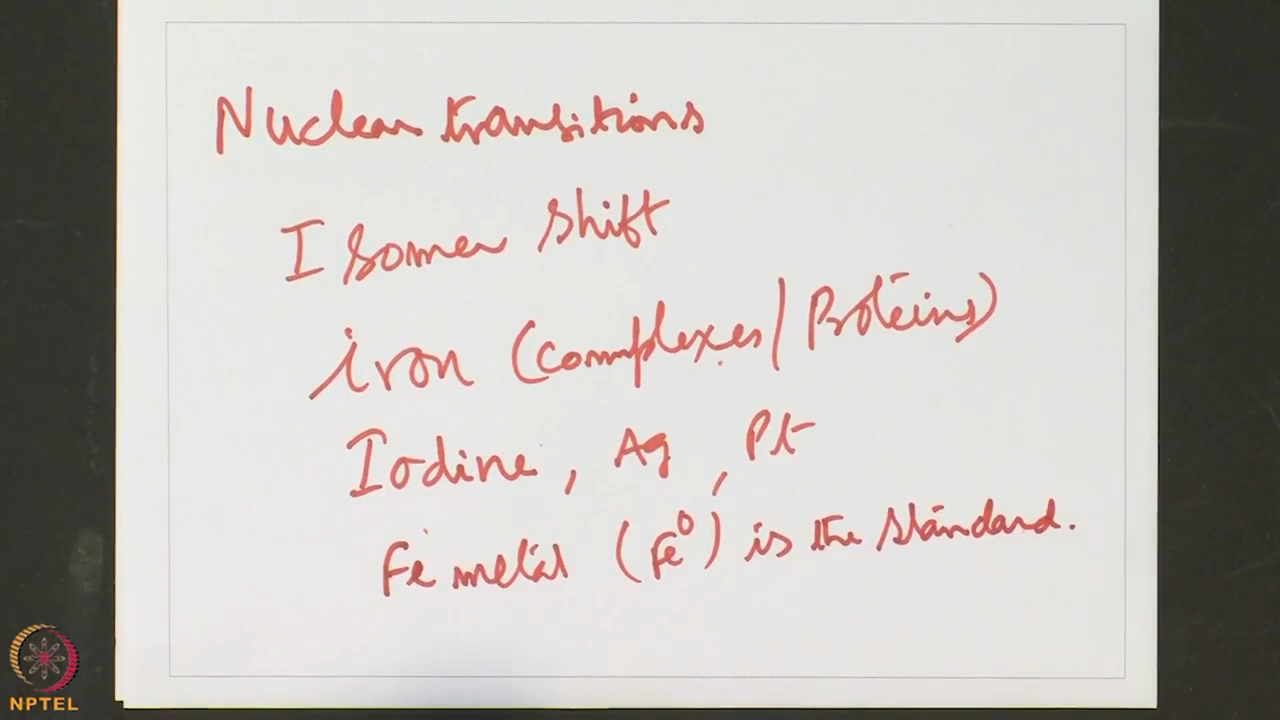 Nuclear transitions
Isomer shift
iron (complexes/Proteins)
Iodine, Ag, Pt
Fe metal (Fe⁰) is the standard.
NPTEL